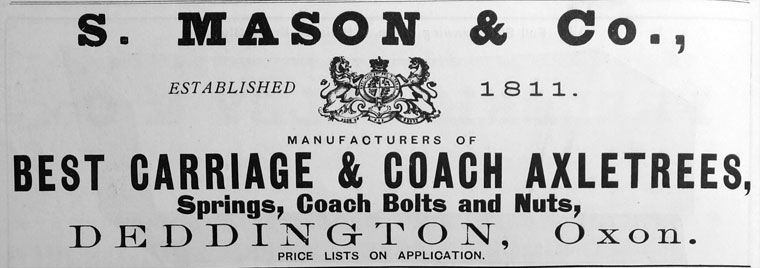 S. MASON & Co.,
ESTABLISHED 1811.
MANUFACTURERS OF
BEST CARRIAGE & COACH AXLETREES,
Springs, Coach Bolts and Nuts,
DEDDINGTON, Oxon.
PRICE LISTS ON APPLICATION.